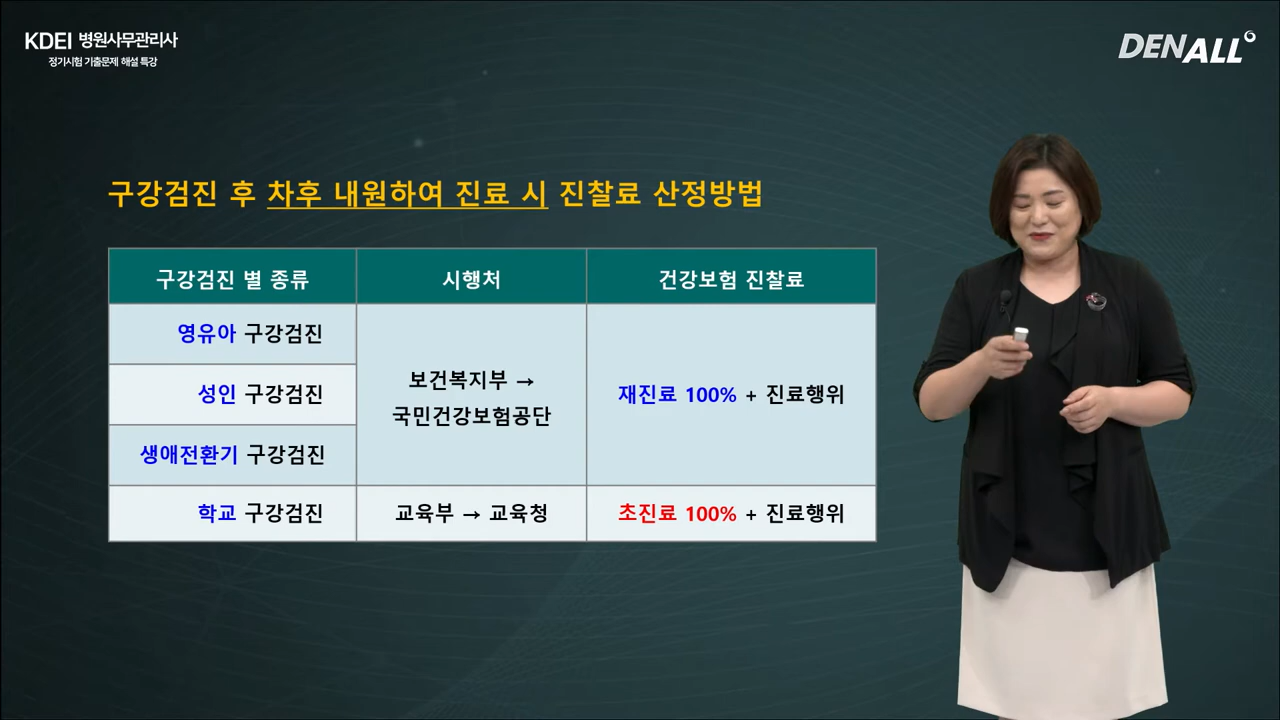 KDEI 병원사무관리사
정기시험 기출문제 해설 특강
DENALL
구강검진 후 차후 내원하여 진료 시 진찰료 산정방법
구강검진 별 종류
시행처
건강보험 진찰료
영유아 구강검진
성인 구강검진
생애전환기 구강검진
보건복지부 →
국민건강보험공단
재진료 100% + 진료행위
학교 구강검진
교육부 → 교육청
초진료 100% + 진료행위